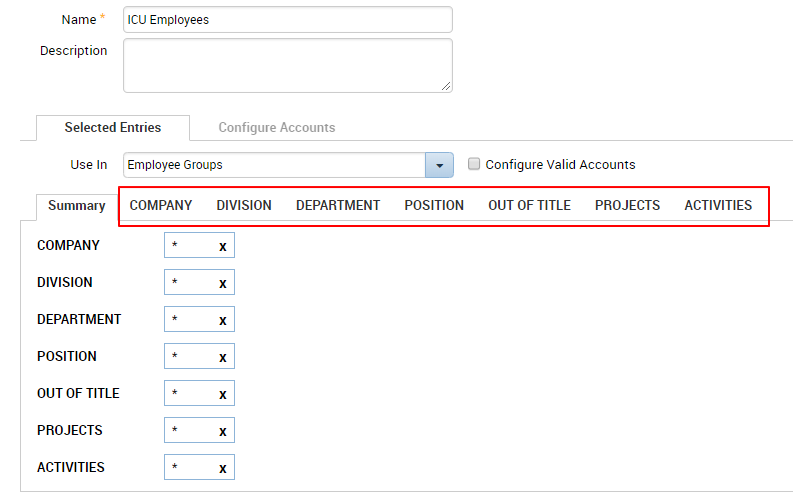 Name *
ICU Employees
Description
Selected Entries
Configure Accounts
Use In
Employee Groups
Configure Valid Accounts
Summary COMPANY DIVISION DEPARTMENT POSITION OUT OF TITLE PROJECTS ACTIVITIES
COMPANY * x
DIVISION * x
DEPARTMENT * x
POSITION * x
OUT OF TITLE * x
PROJECTS * x
ACTIVITIES * x